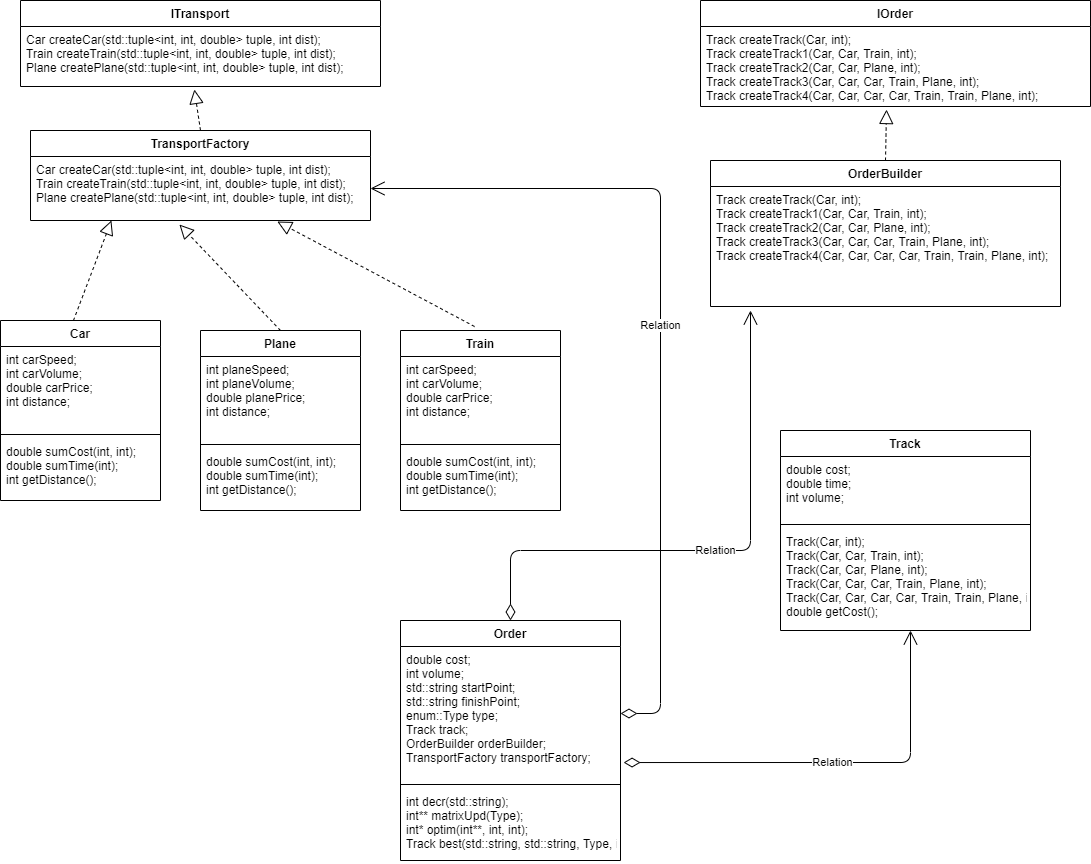 ITransport
Car createCar(std::tuple<int, int, double> tuple, int dist);
Train createTrain(std::tuple<int, int, double> tuple, int dist);
Plane createPlane(std::tuple<int, int, double> tuple, int dist);
IOrder
Track createTrack(Car, int);
Track createTrack1(Car, Car, Train, int);
Track createTrack2(Car, Car, Plane, int);
Track createTrack3(Car, Car, Car, Train, Plane, int);
Track createTrack4(Car, Car, Car, Car, Train, Train, Plane, int);
TransportFactory
Car createCar(std::tuple<int, int, double> tuple, int dist);
Train createTrain(std::tuple<int, int, double> tuple, int dist);
Plane createPlane(std::tuple<int, int, double> tuple, int dist);
OrderBuilder
Track createTrack(Car, int);
Track createTrack1(Car, Car, Train, int);
Track createTrack2(Car, Car, Plane, int);
Track createTrack3(Car, Car, Car, Train, Plane, int);
Track createTrack4(Car, Car, Car, Car, Train, Train, Plane, int);
Relation
Car
int carSpeed;
int carVolume;
double carPrice;
int distance;
double sumCost(int, int);
double sumTime(int);
int getDistance();
Plane
int planeSpeed;
int planeVolume;
double planePrice;
int distance;
double sumCost(int, int);
double sumTime(int);
int getDistance();
Train
int carSpeed;
int carVolume;
double carPrice;
int distance;
double sumCost(int, int);
double sumTime(int);
int getDistance();
Track
double cost;
double time;
int volume;
Track(Car, int);
Track(Car, Car, Train, int);
Track(Car, Car, Plane, int);
Track(Car, Car, Car, Train, Plane, int);
Track(Car, Car, Car, Car, Train, Train, Plane,
double getCost();
Relation
Order
double cost;
int volume;
std::string startPoint;
std::string finishPoint;
enum::Type type;
Track track;
OrderBuilder orderBuilder;
TransportFactory transportFactory;
int decr(std::string);
int** matrixUpd(Type);
int* optim(int**, int, int);
Track best(std::string, std::string, Type,
Relation